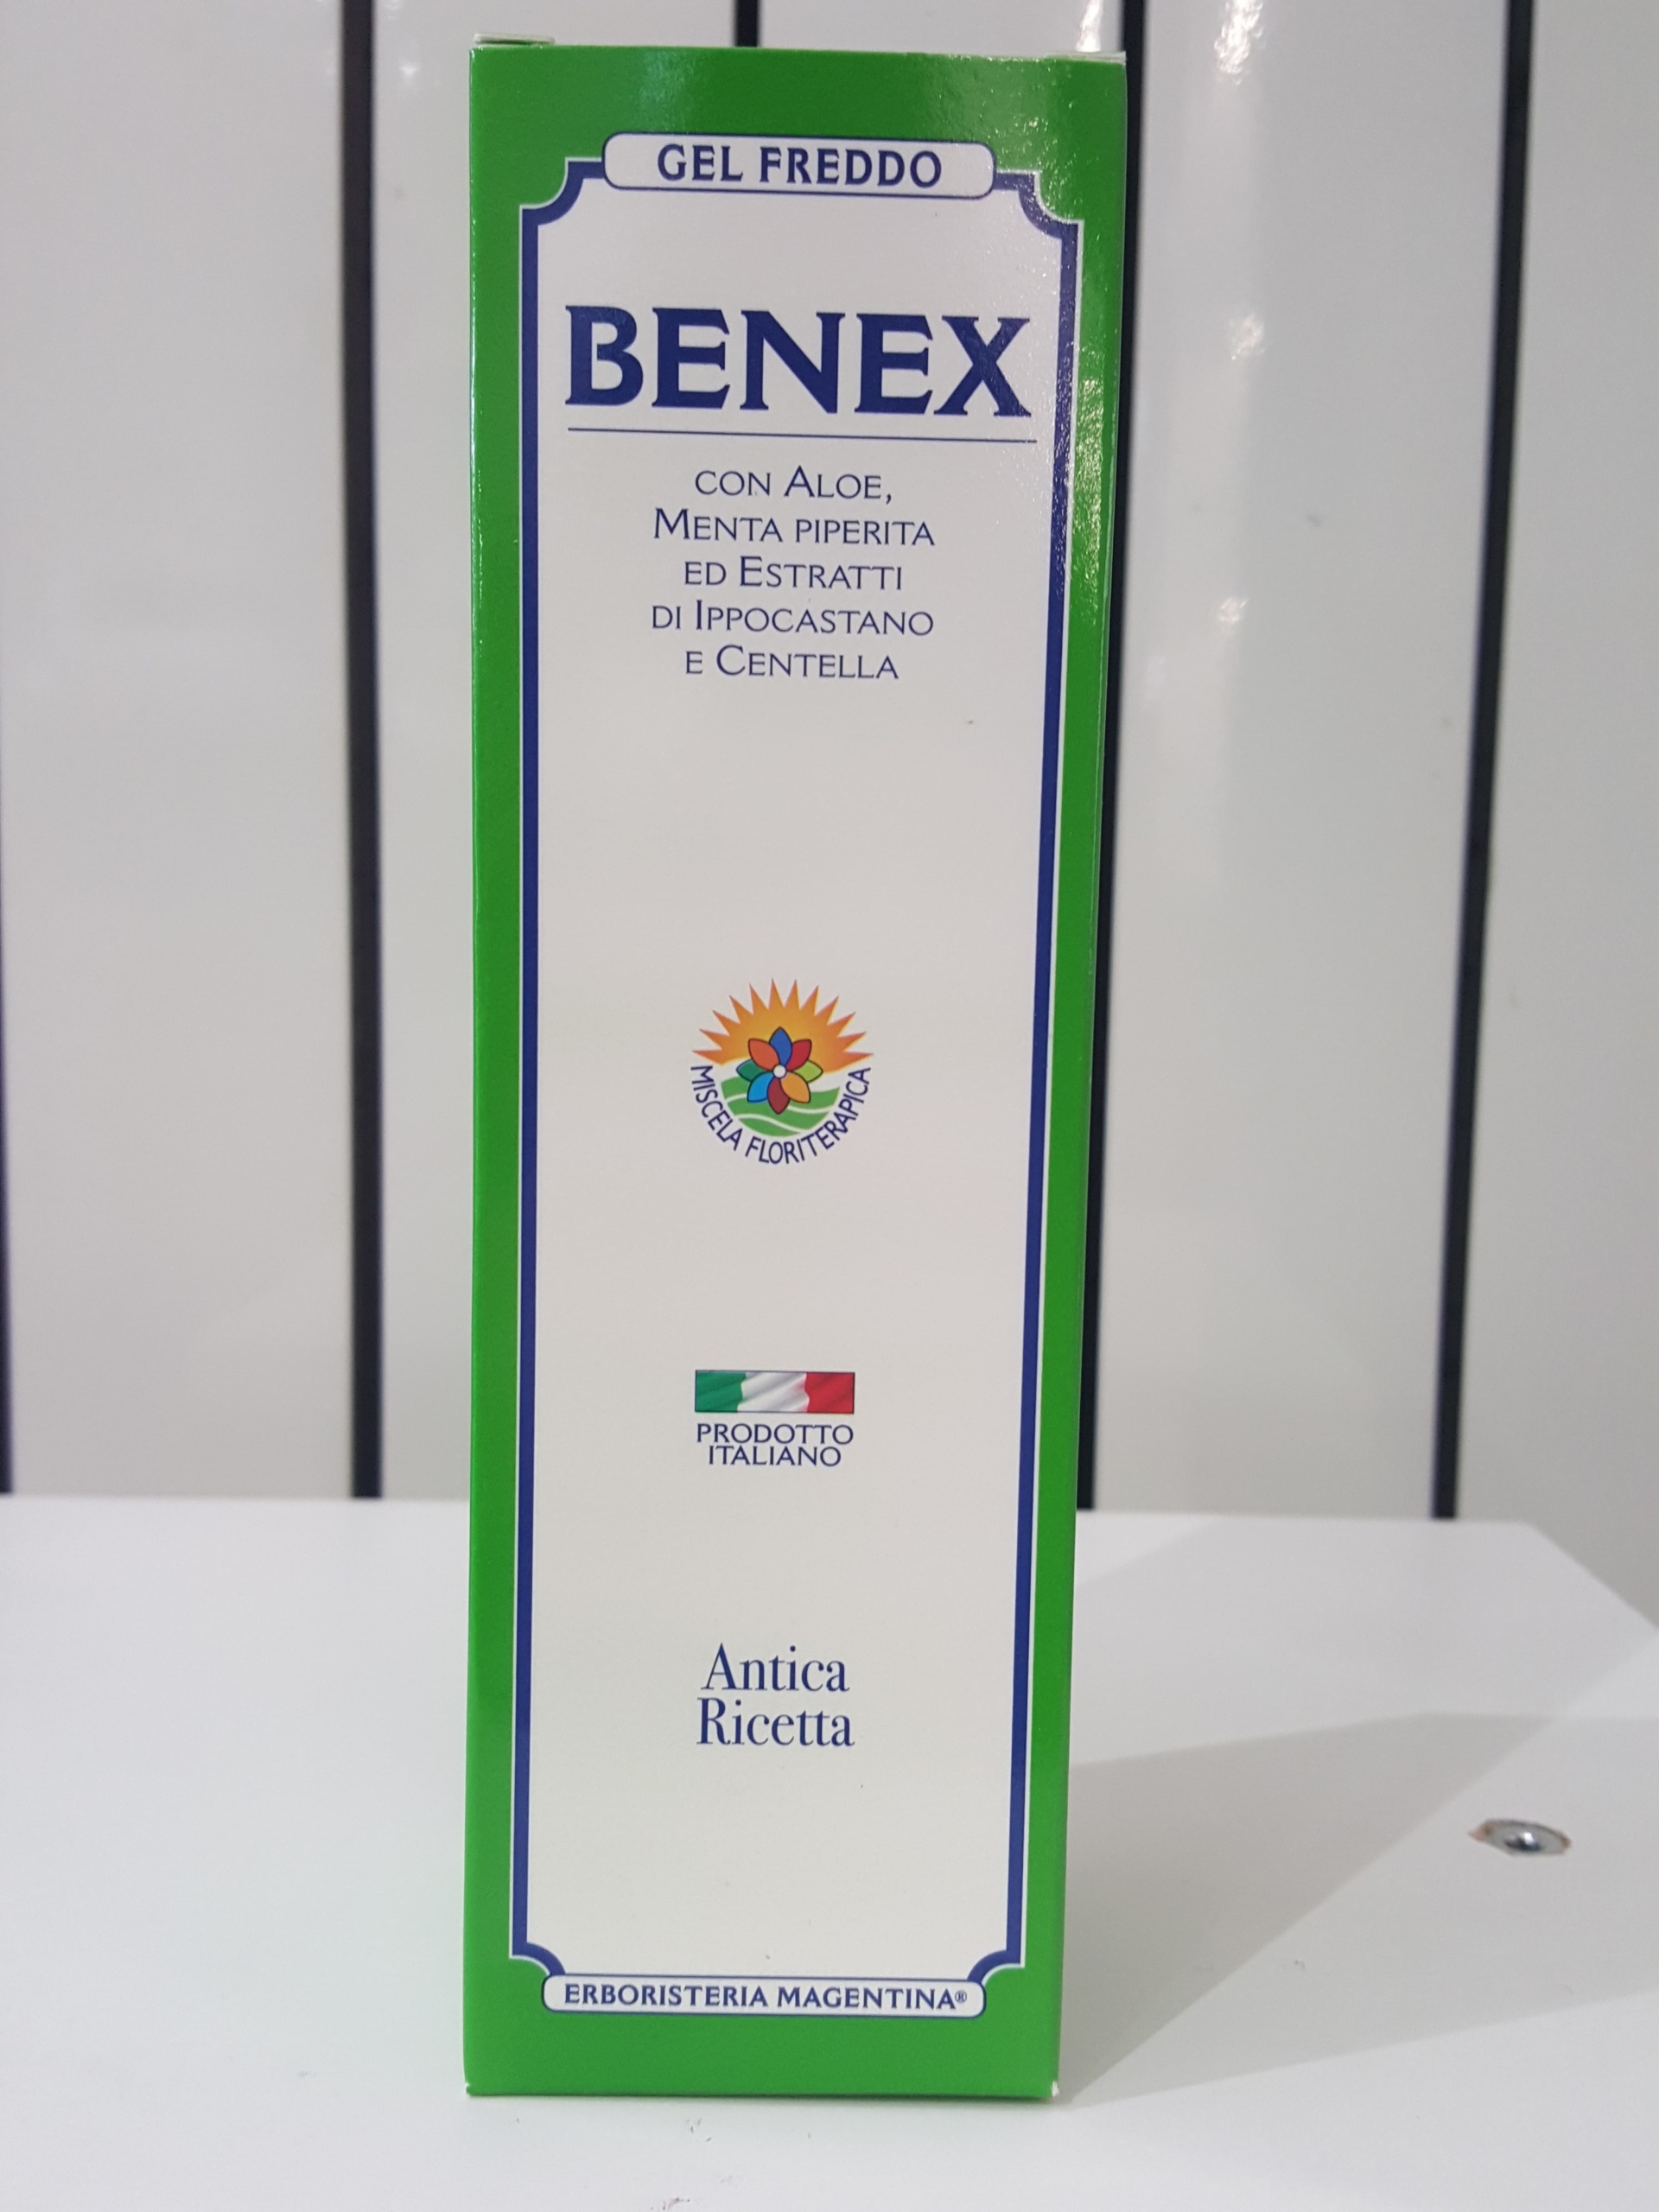 GEL FREDDO
BENEX
CON ALOE,
MENTA PIPERITA
ED ESTRATTI
DI IPPOCASTANO
E CENTELLA
MISCELA FLORITERAPICA
PRODOTTO
ITALIANO
Antica
Ricetta
ERBORISTERIA MAGENTINA®